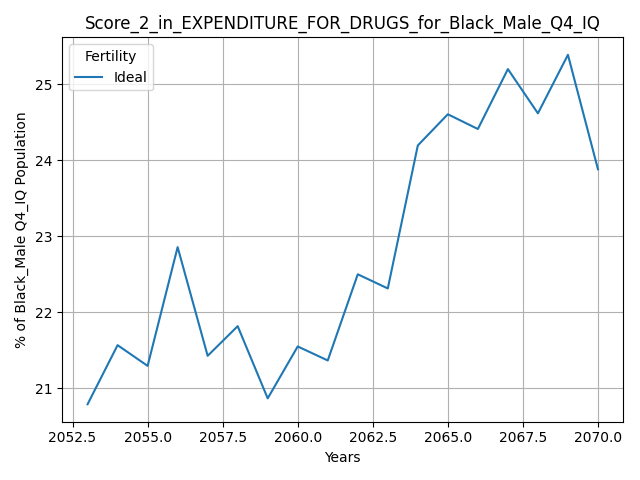 Score_2_in_EXPENDITURE_FOR_DRUGS_for_Black_Male_Q4_IQ
Fertility
Ideal
% of Black_Male Q4_IQ Population
25
24
23
22
21
2052.5 2055.0 2057.5 2060.0 2062.5 2065.0 2067.5 2070.0
Years